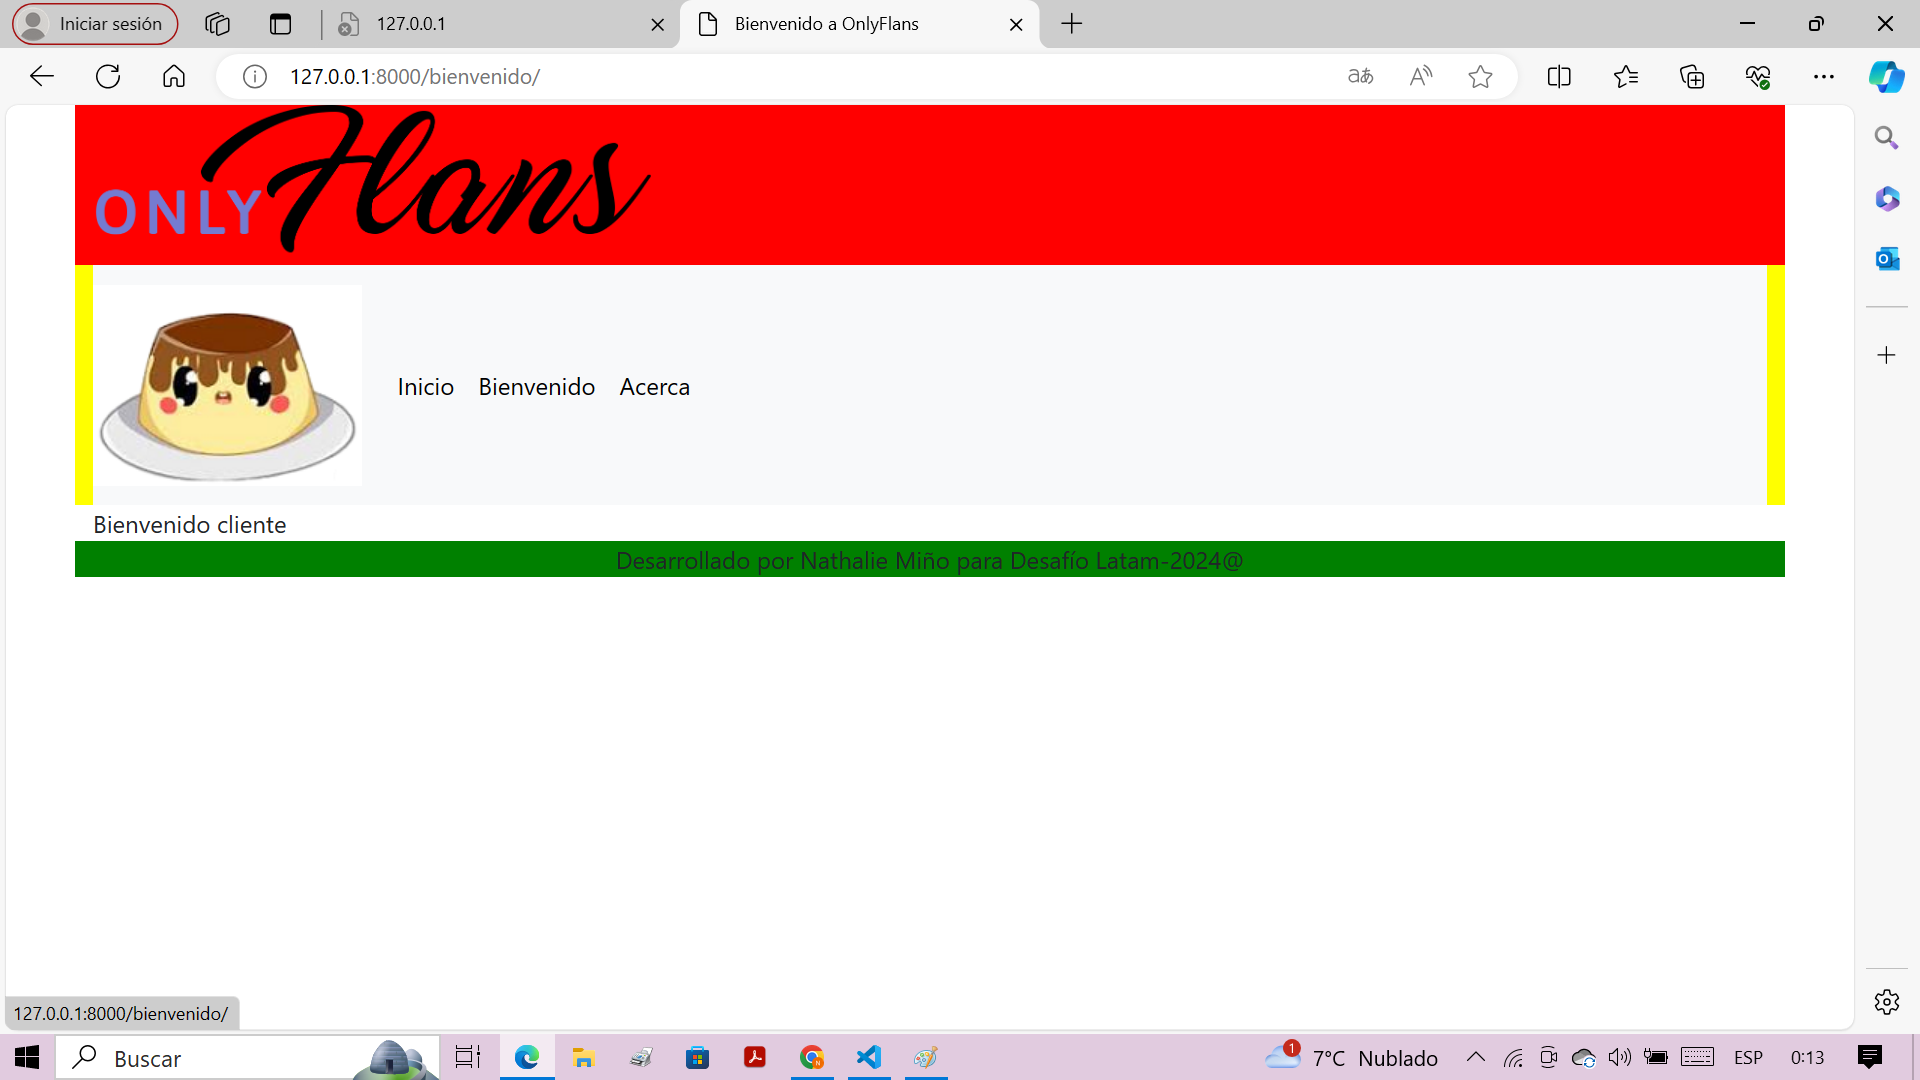 Iniciar sesión
127.0.0.1
Bienvenido a OnlyFlans
127.0.0.1:8000/bienvenido/
aあ
A
ONLY Flans
Inicio Bienvenido Acerca
Bienvenido cliente
Desarrollado por Nathalie Miño para Desafío Latam-2024@
127.0.0.1:8000/bienvenido/
Buscar
1
7°C Nublado
ESP
0:13